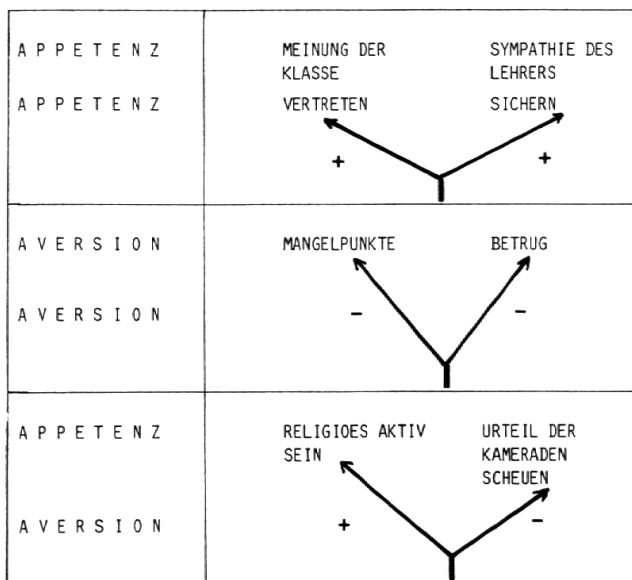 APPETENZ MEINUNG DER SYMPATHIE DES
KLASSE LEHRERS
APPETENZ VERTRETEN SICHERN
+ +
AVERSION MANGELPUNKTE BETRUG
AVERSION - -
APPETENZ RELIGIOES AKTIV URTEIL DER
SEIN KAMERADEN
SCHEUEN
AVERSION + -